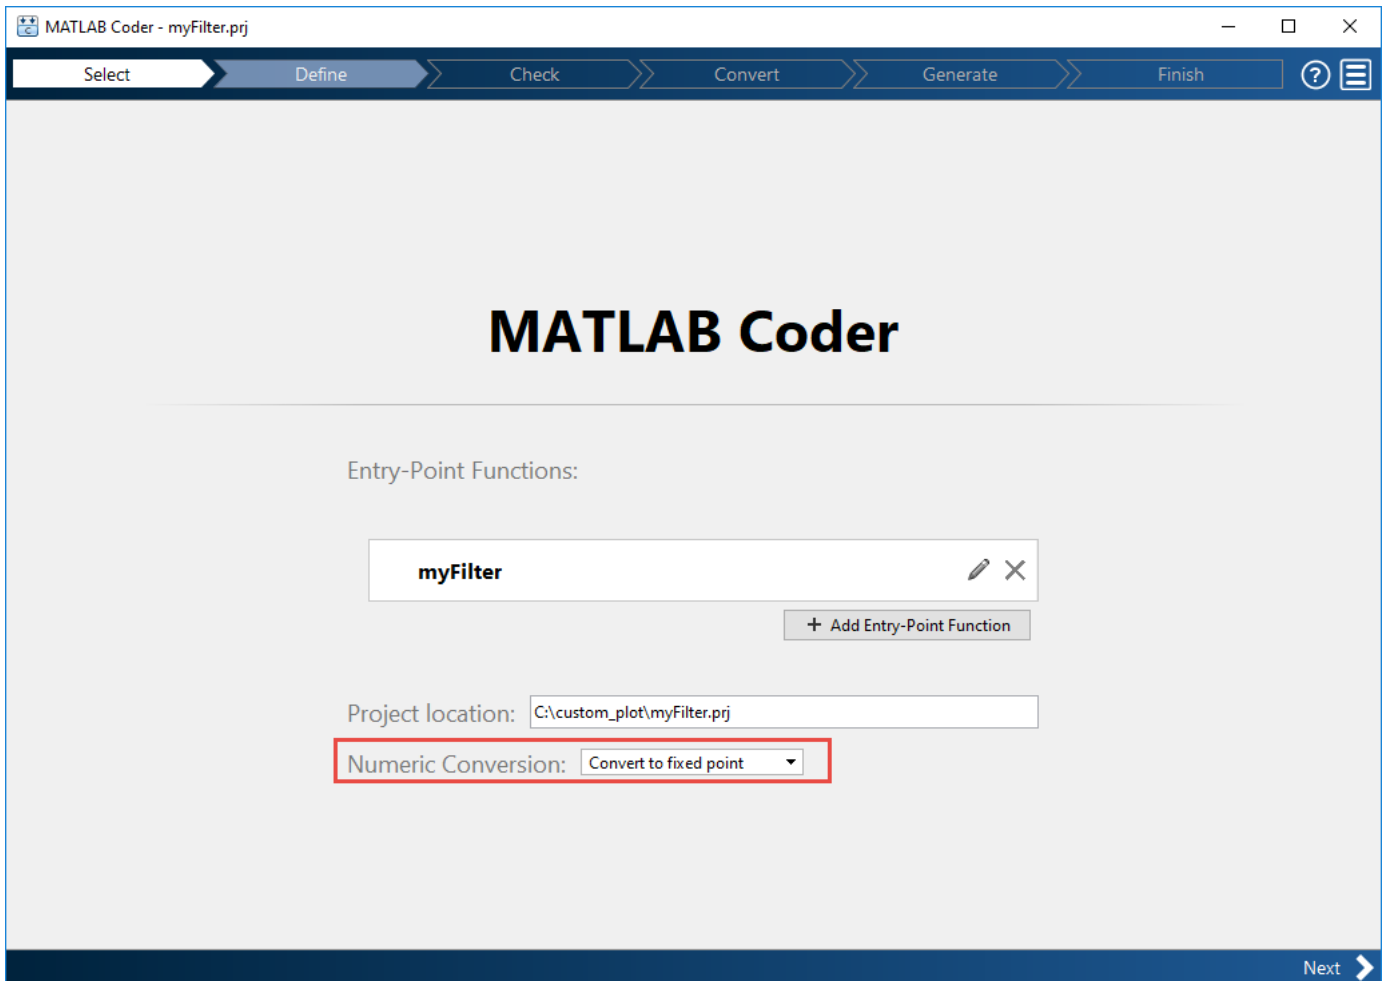 MATLAB Coder - myFilter.prj
Select Define Check Convert Generate Finish ?
MATLAB Coder
Entry-Point Functions:
myFilter
+ Add Entry-Point Function
Project location: C:\custom_plot\myFilter.prj
Numeric Conversion: Convert to fixed point
Next